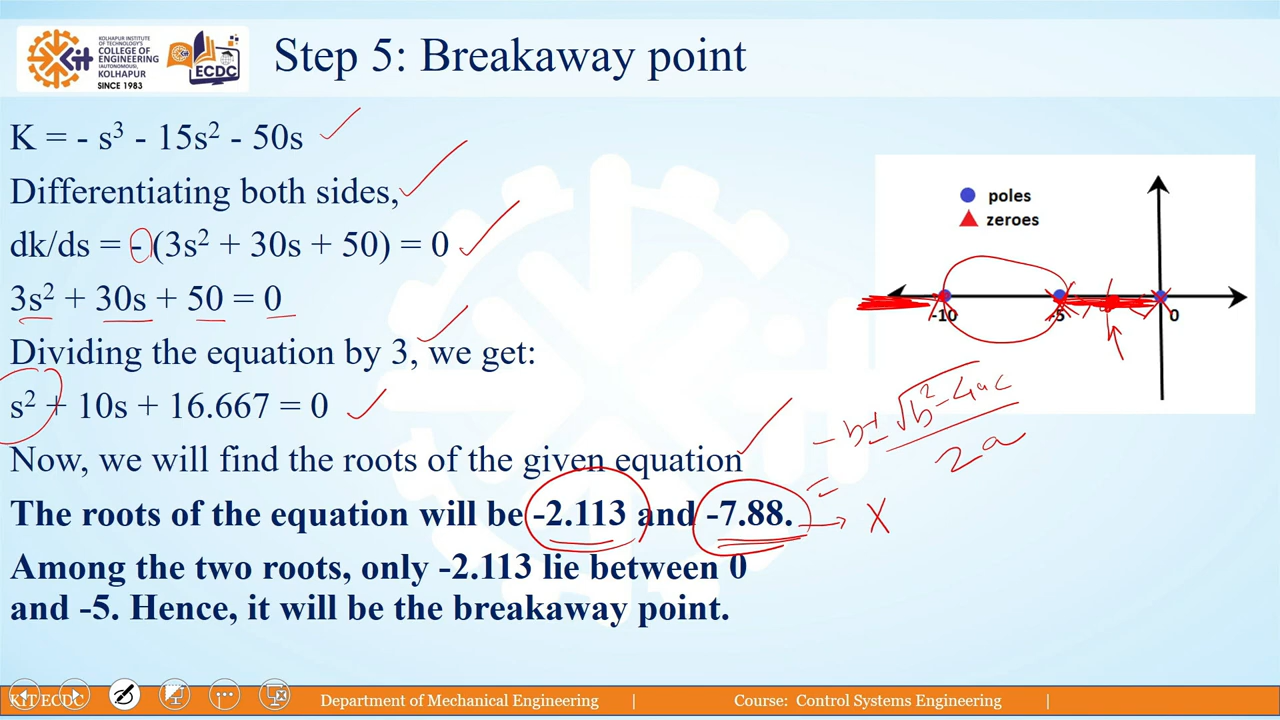 KOLHAPUR INSTITUTE
OF TECHNOLOGY'S
COLLEGE OF
ENGINEERING
(AUTONOMOUS),
KOLHAPUR
SINCE 1983
ECDC
Step 5: Breakaway point
K = - s³ - 15s² - 50s
Differentiating both sides,
dk/ds = - (3s² + 30s + 50) = 0
3s² + 30s + 50 = 0
Dividing the equation by 3, we get:
s² + 10s + 16.667 = 0
Now, we will find the roots of the given equation
The roots of the equation will be -2.113 and -7.88.
Among the two roots, only -2.113 lie between 0
and -5. Hence, it will be the breakaway point.
poles
zeroes
-10 -5 0
-b±√b²-4ac
2a
= X
KIT ECDC Department of Mechanical Engineering | Course: Control Systems Engineering |